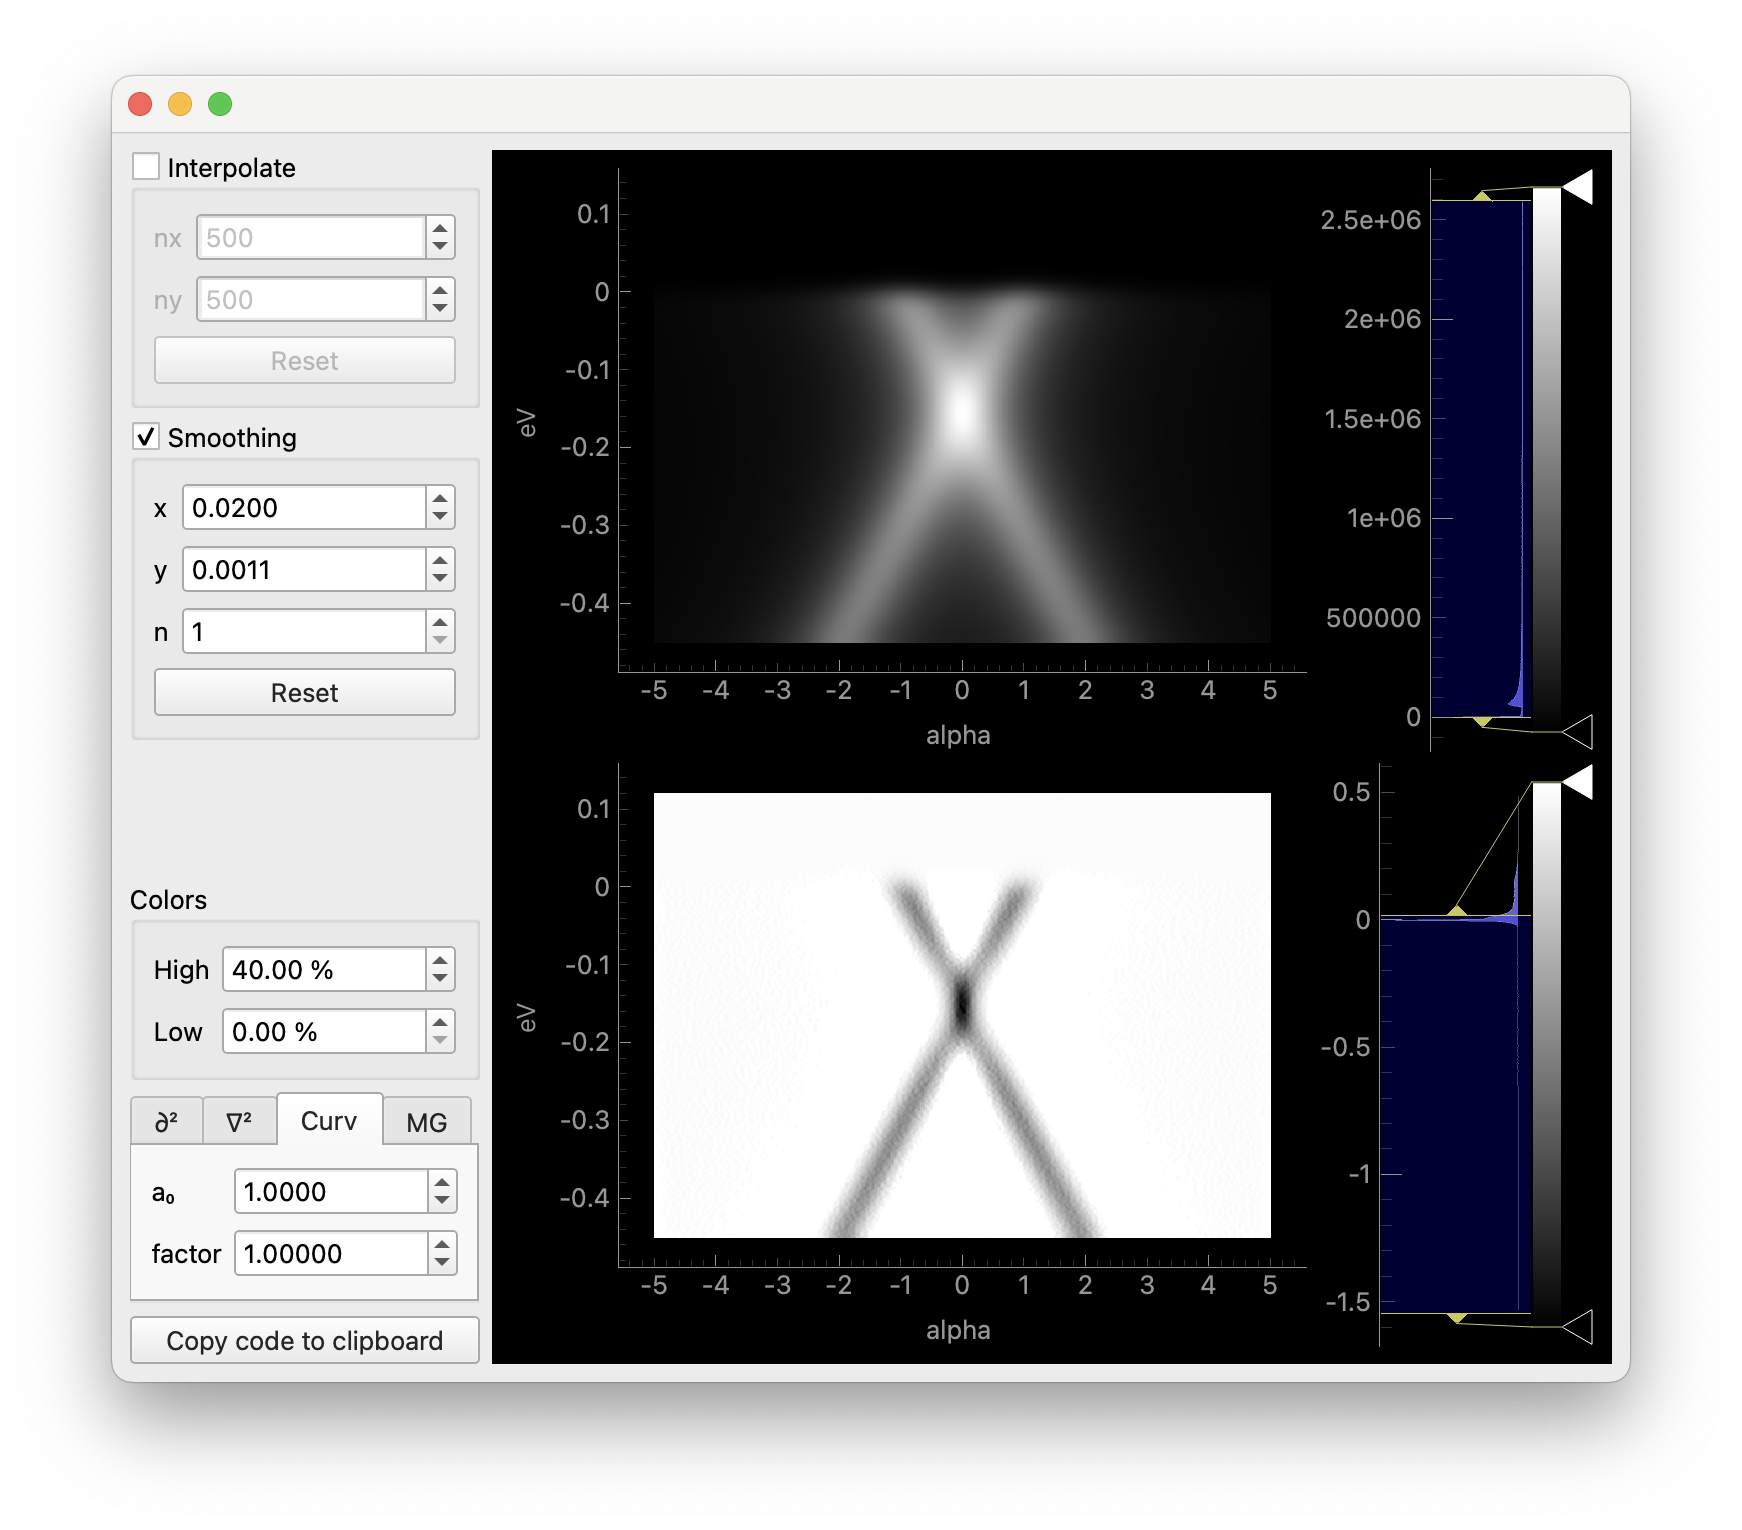 Interpolate
nx 500
ny 500
Reset
✓ Smoothing
x 0.0200
y 0.0011
n 1
Reset
Colors
High 40.00 %
Low 0.00 %
∂² ∇² Curv MG
a₀ 1.0000
factor 1.00000
Copy code to clipboard
0.1
0
-0.1
-0.2
-0.3
-0.4
eV
-5 -4 -3 -2 -1 0 1 2 3 4 5
alpha
2.5e+06
2e+06
1.5e+06
1e+06
500000
0
0.1
0
-0.1
-0.2
-0.3
-0.4
eV
-5 -4 -3 -2 -1 0 1 2 3 4 5
alpha
0.5
0
-0.5
-1
-1.5